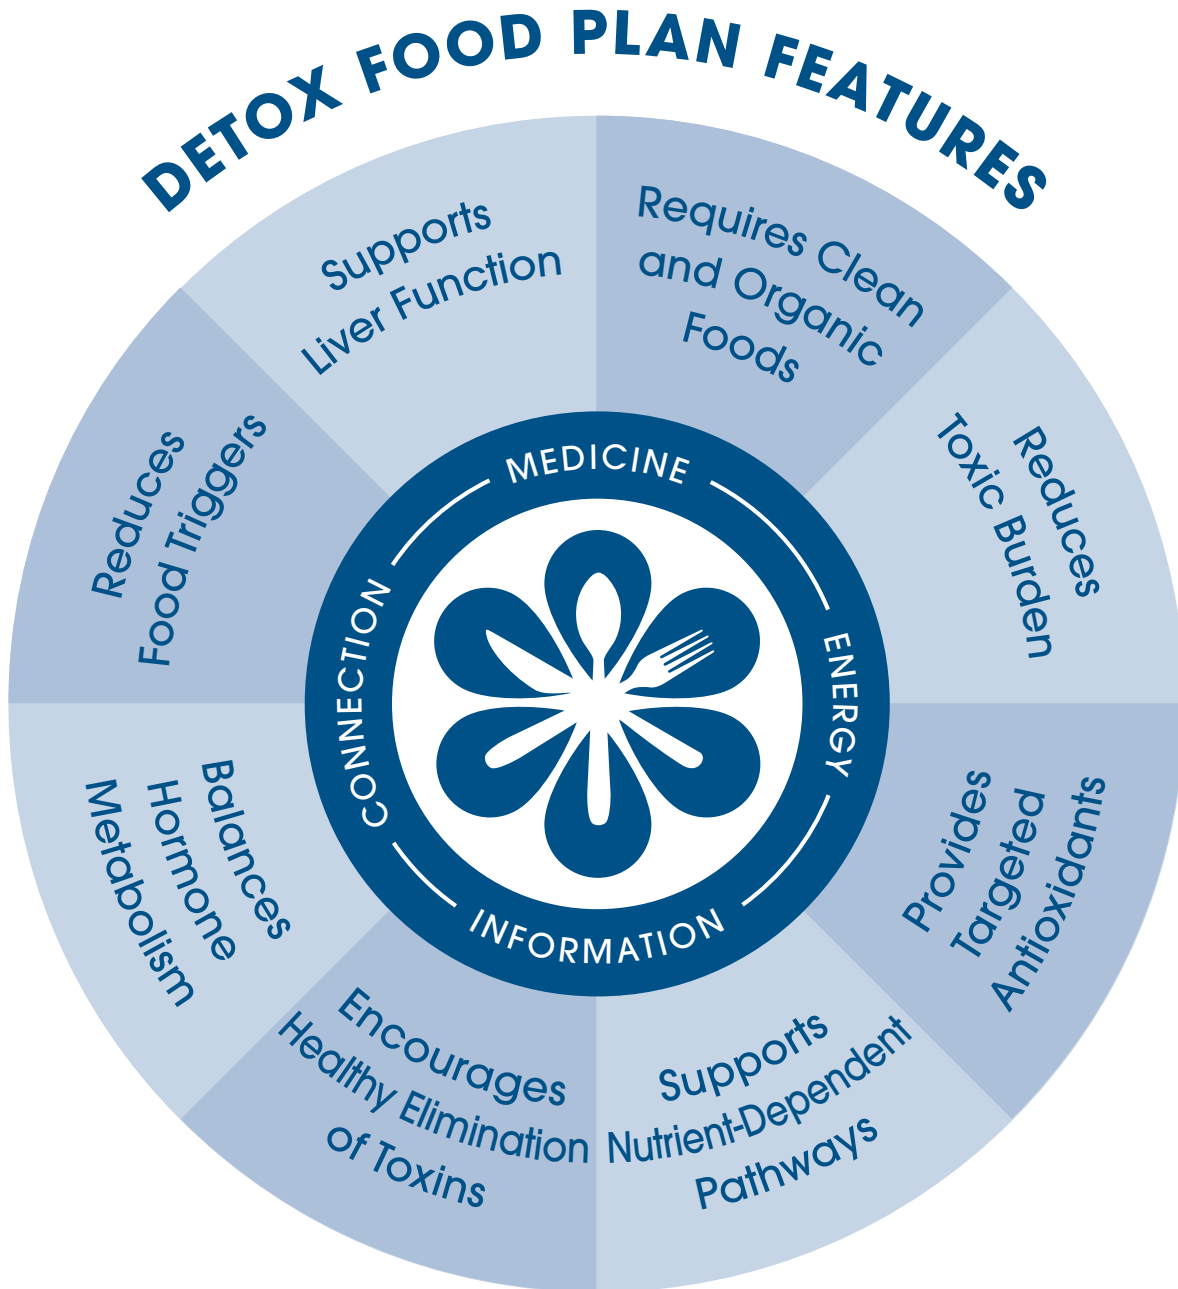 DETOX FOOD PLAN FEATURES
Requires Clean
and Organic
Foods
Reduces
Toxic Burden
Provides
Targeted
Antioxidants
Supports
Nutrient-Dependent
Pathways
Encourages
Healthy Elimination
of Toxins
Balances
Hormone
Metabolism
Reduces
Food Triggers
Supports
Liver Function
MEDICINE
ENERGY
INFORMATION
CONNECTION